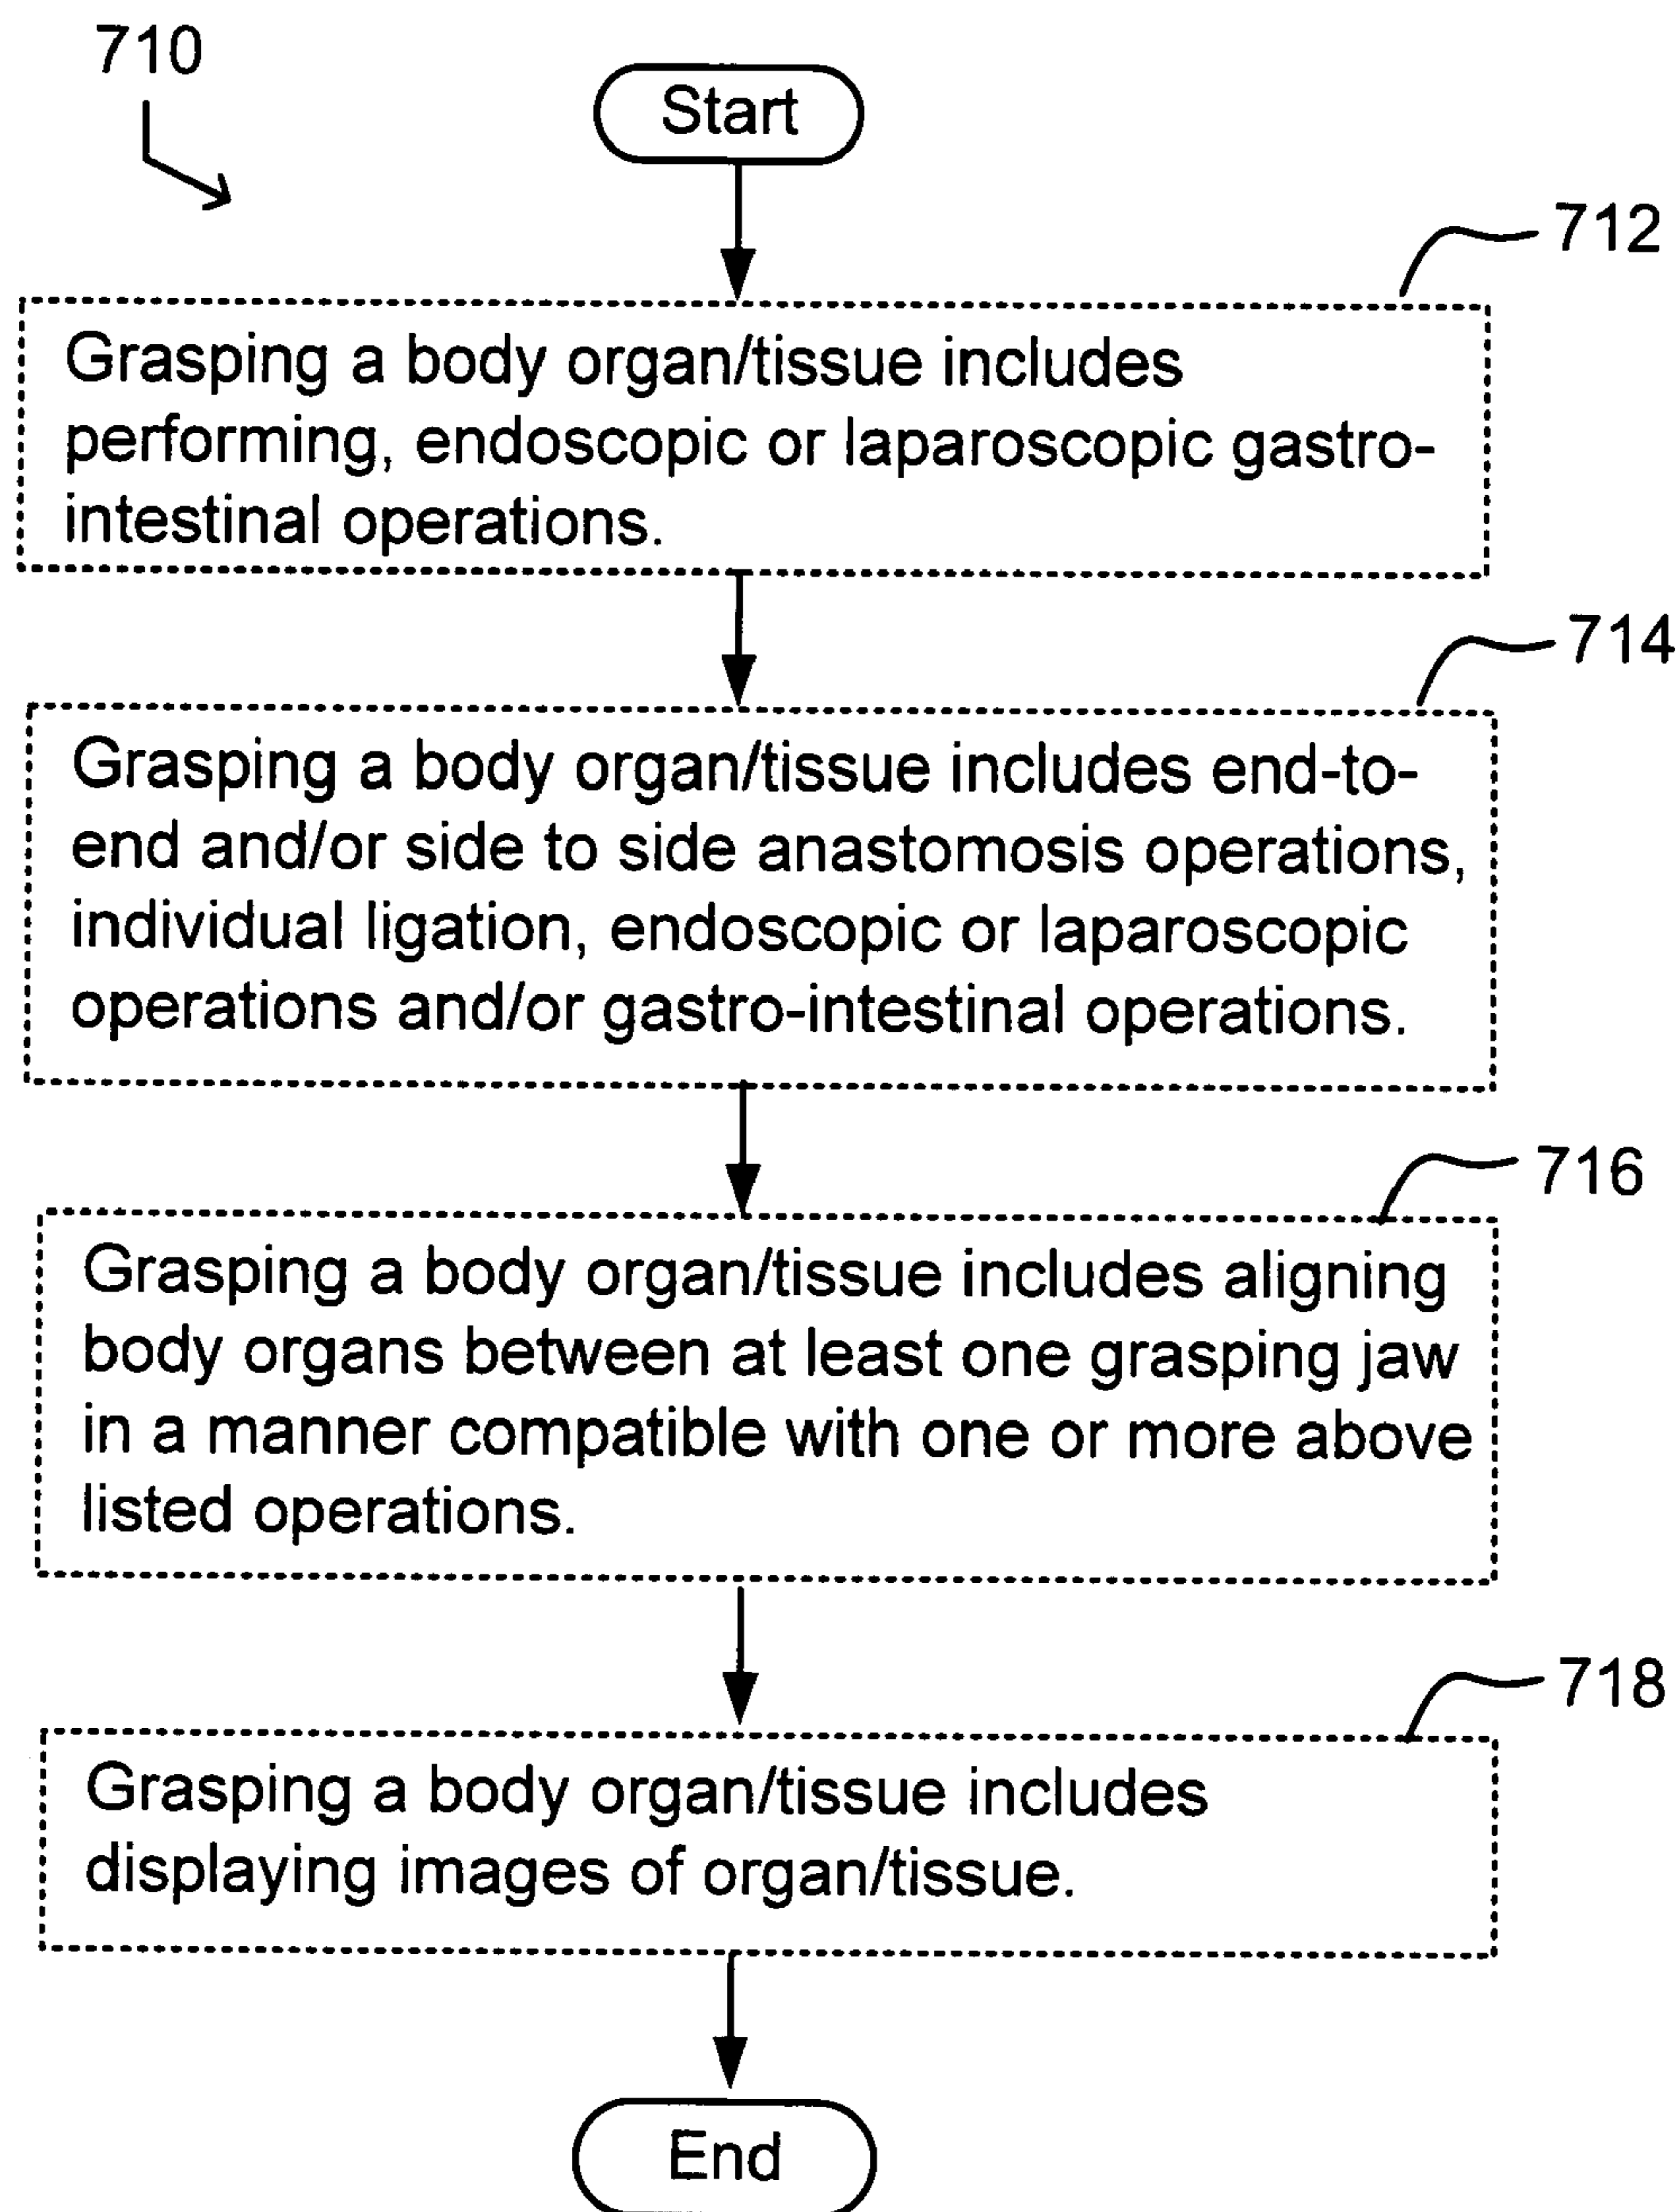 710
Start
712
Grasping a body organ/tissue includes
performing, endoscopic or laparoscopic gastro-
intestinal operations.
714
Grasping a body organ/tissue includes end-to-
end and/or side to side anastomosis operations,
individual ligation, endoscopic or laparoscopic
operations and/or gastro-intestinal operations.
716
Grasping a body organ/tissue includes aligning
body organs between at least one grasping jaw
in a manner compatible with one or more above
listed operations.
718
Grasping a body organ/tissue includes
displaying images of organ/tissue.
End